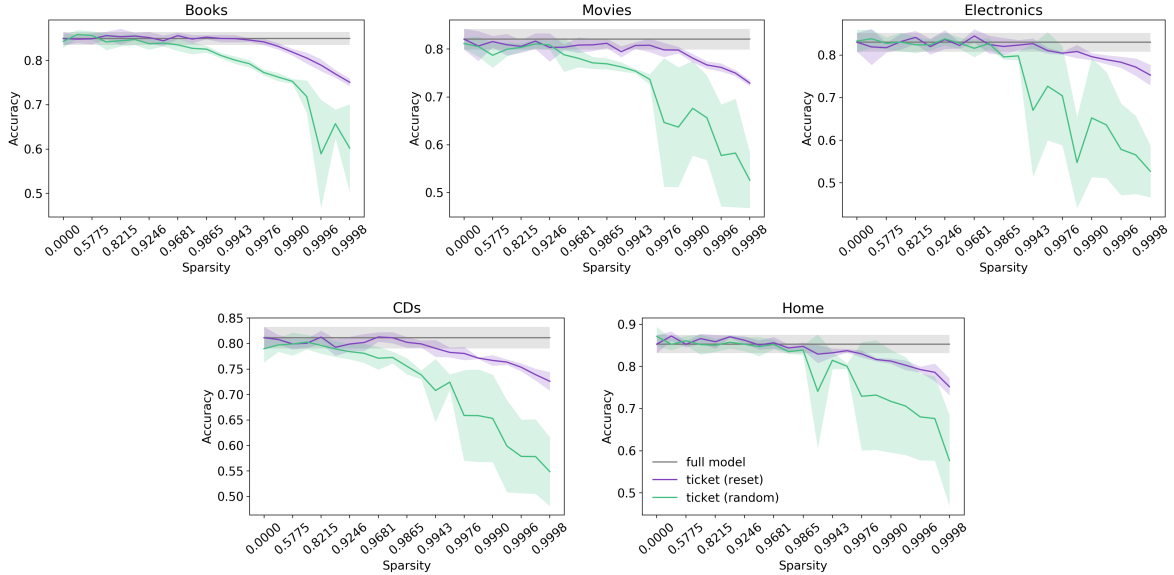 Books
Accuracy
0.8
0.7
0.6
0.5
0.0000 0.5775 0.8215 0.9246 0.9681 0.9865 0.9943 0.9976 0.9990 0.9996 0.9998
Sparsity
Movies
Accuracy
0.8
0.7
0.6
0.5
0.0000 0.5775 0.8215 0.9246 0.9681 0.9865 0.9943 0.9976 0.9990 0.9996 0.9998
Sparsity
Electronics
Accuracy
0.8
0.7
0.6
0.5
0.0000 0.5775 0.8215 0.9246 0.9681 0.9865 0.9943 0.9976 0.9990 0.9996 0.9998
Sparsity
CDs
Accuracy
0.85
0.80
0.75
0.70
0.65
0.60
0.55
0.50
0.0000 0.5775 0.8215 0.9246 0.9681 0.9865 0.9943 0.9976 0.9990 0.9996 0.9998
Sparsity
Home
Accuracy
0.9
0.8
0.7
0.6
0.5
full model
ticket (reset)
ticket (random)
0.0000 0.5775 0.8215 0.9246 0.9681 0.9865 0.9943 0.9976 0.9990 0.9996 0.9998
Sparsity